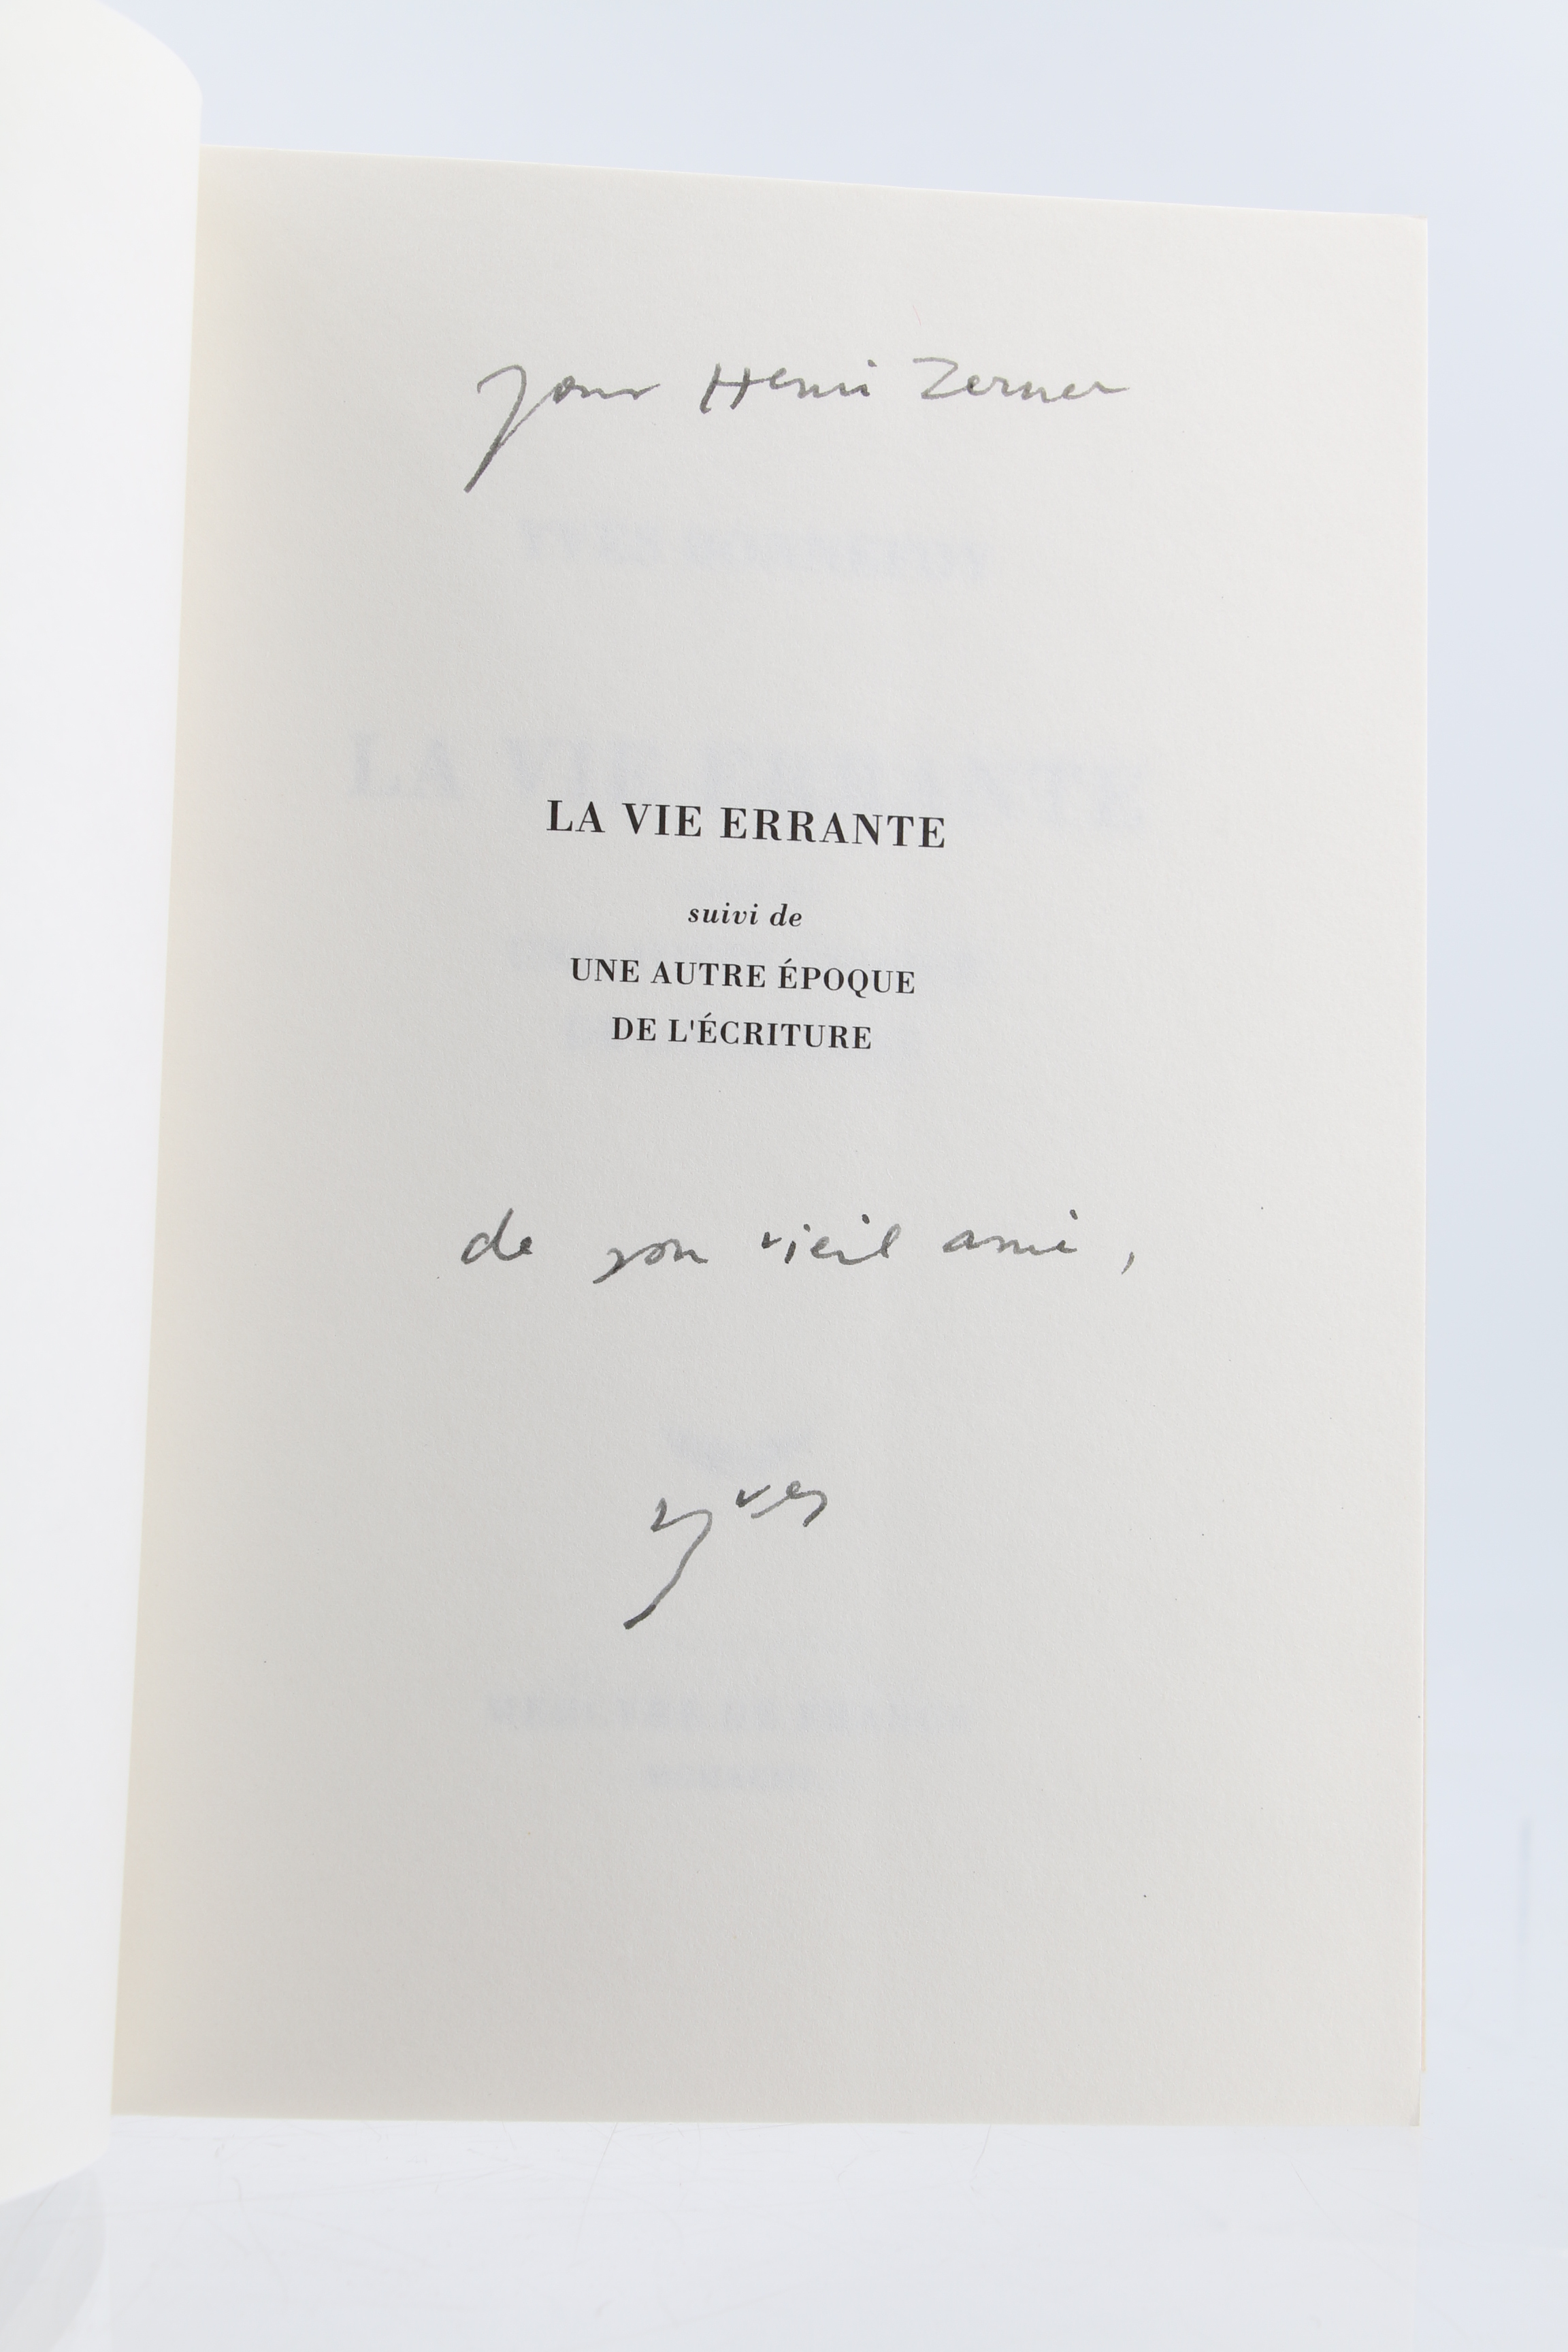 pour Henri Zerner
LA VIE ERRANTE
suivi de
UNE AUTRE ÉPOQUE
DE L'ÉCRITURE
de son vieil ami,
Yves